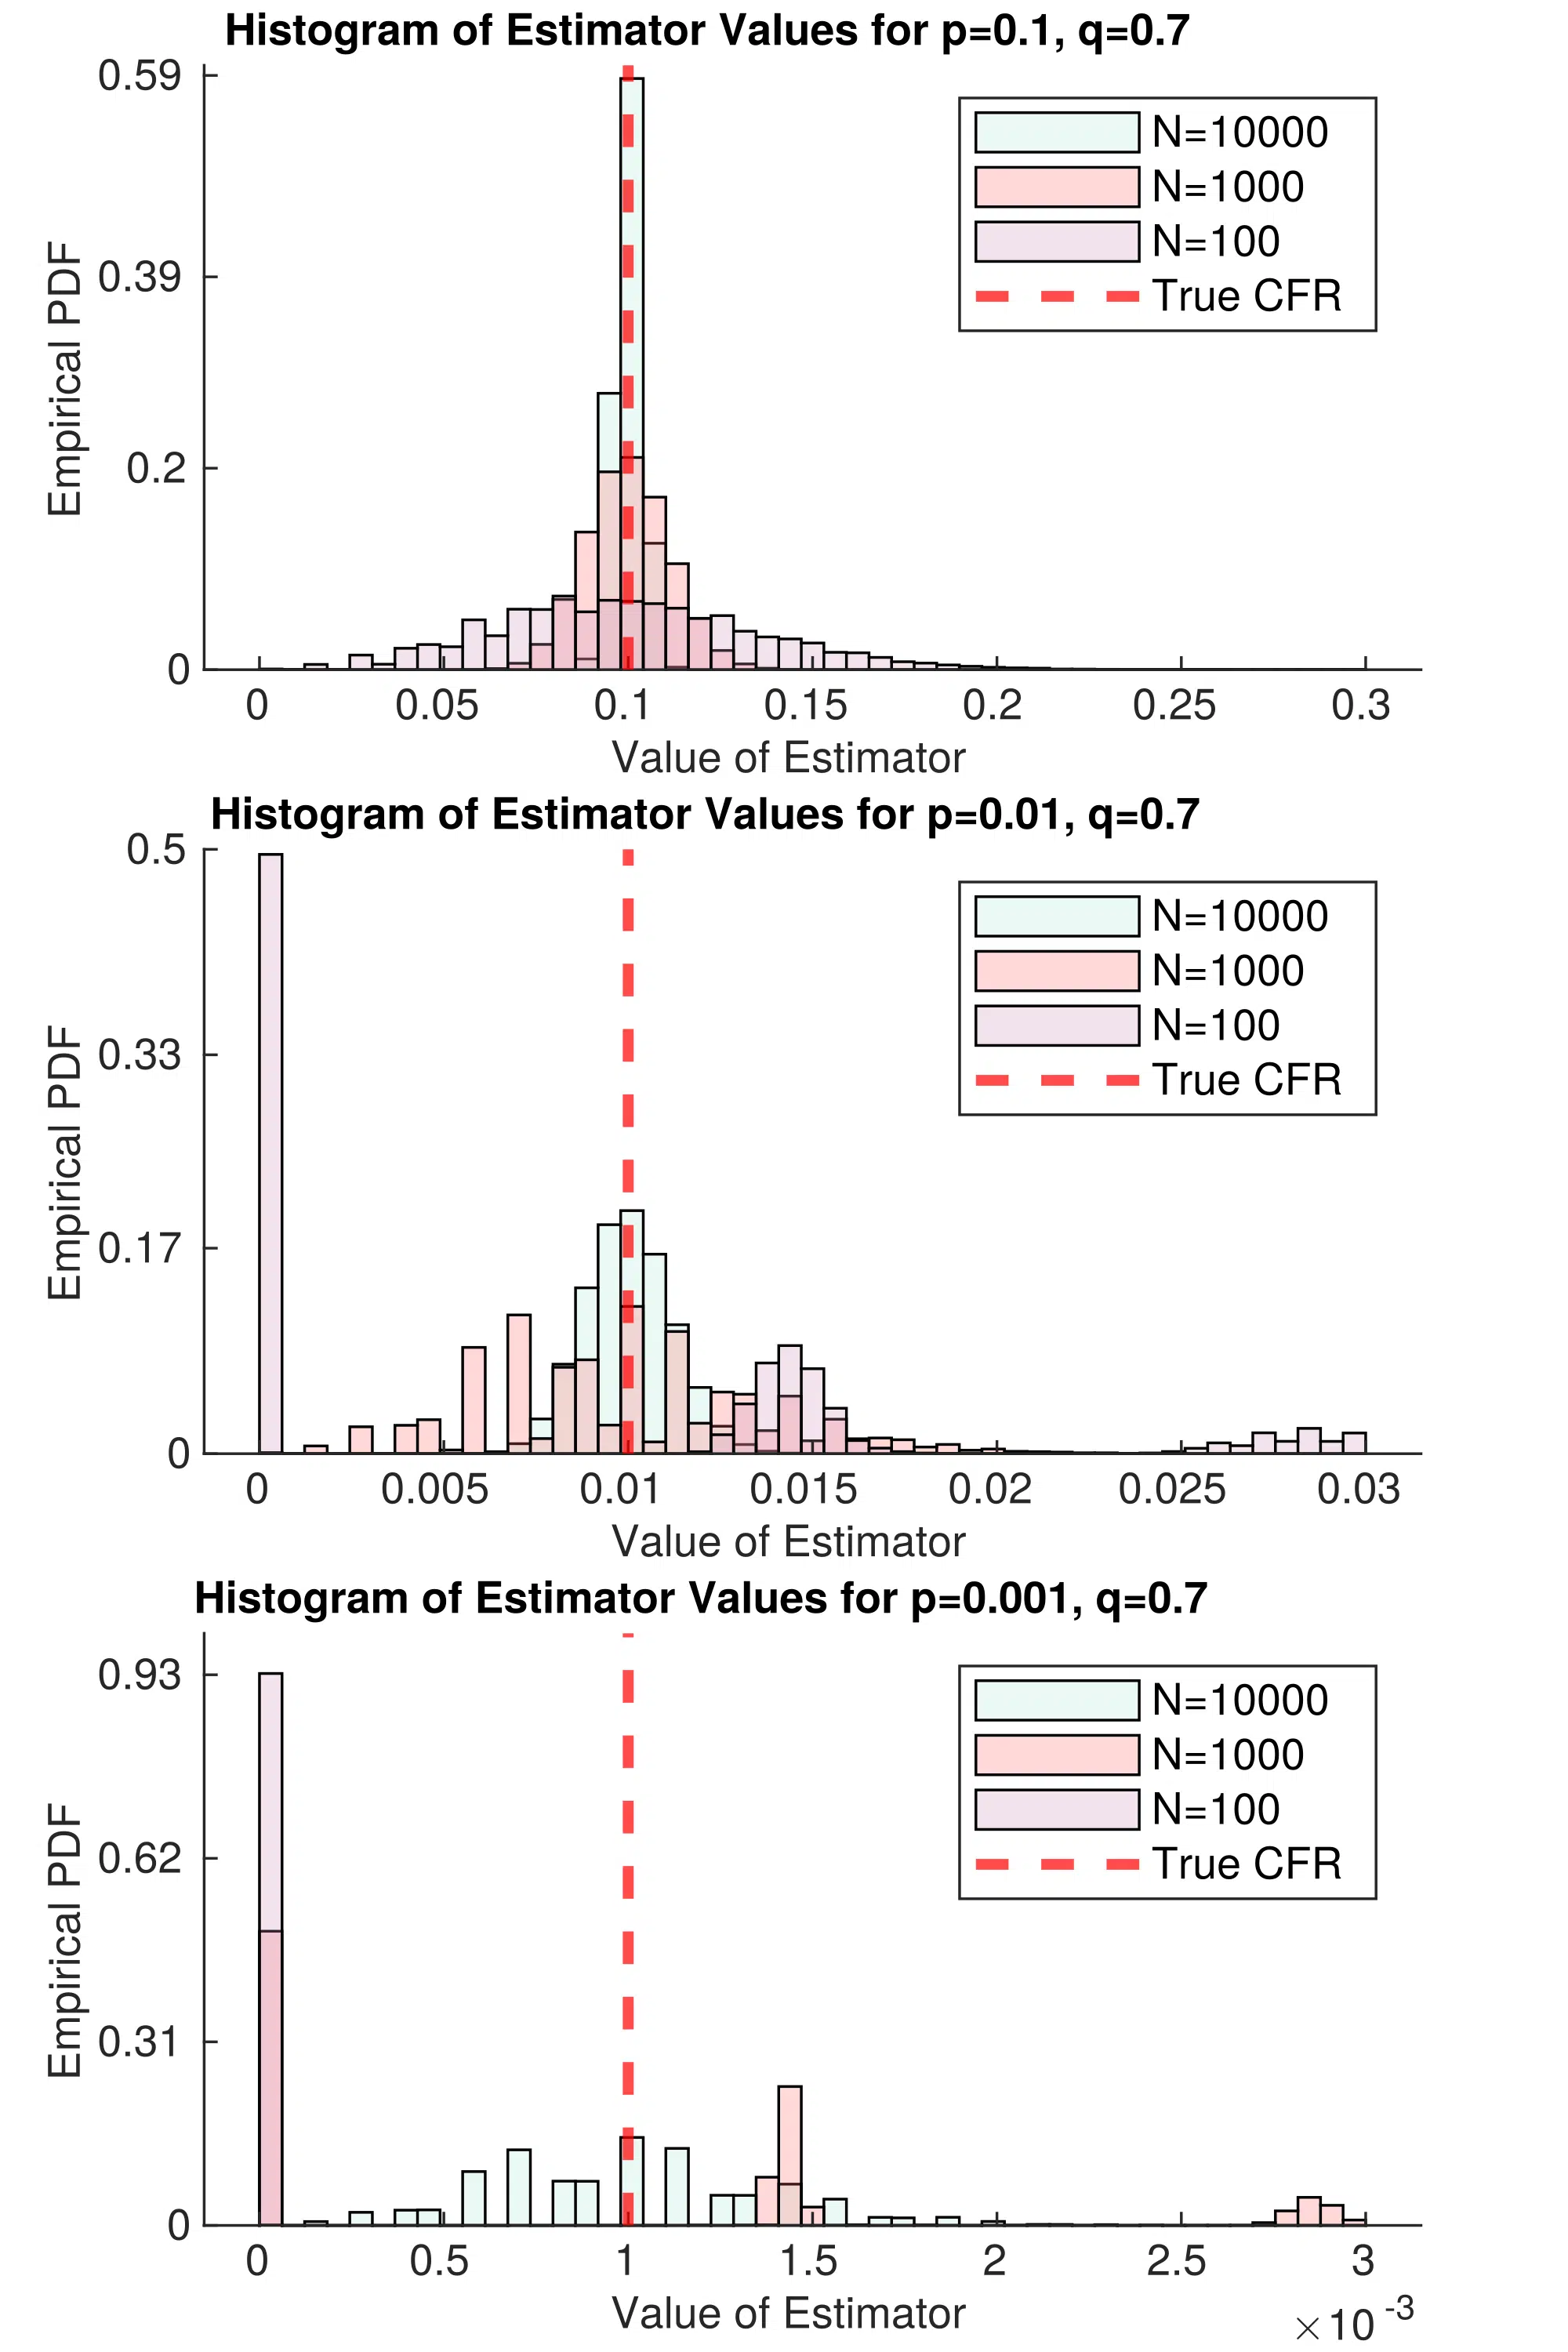 Histogram of Estimator Values for p=0.1, q=0.7
0.59
0.39
0.2
0
Empirical PDF
N=10000
N=1000
N=100
True CFR
0 0.05 0.1 0.15 0.2 0.25 0.3
Value of Estimator
Histogram of Estimator Values for p=0.01, q=0.7
0.5
0.33
0.17
0
Empirical PDF
N=10000
N=1000
N=100
True CFR
0 0.005 0.01 0.015 0.02 0.025 0.03
Value of Estimator
Histogram of Estimator Values for p=0.001, q=0.7
0.93
0.62
0.31
0
Empirical PDF
N=10000
N=1000
N=100
True CFR
0 0.5 1 1.5 2 2.5 3
Value of Estimator
×10 -3